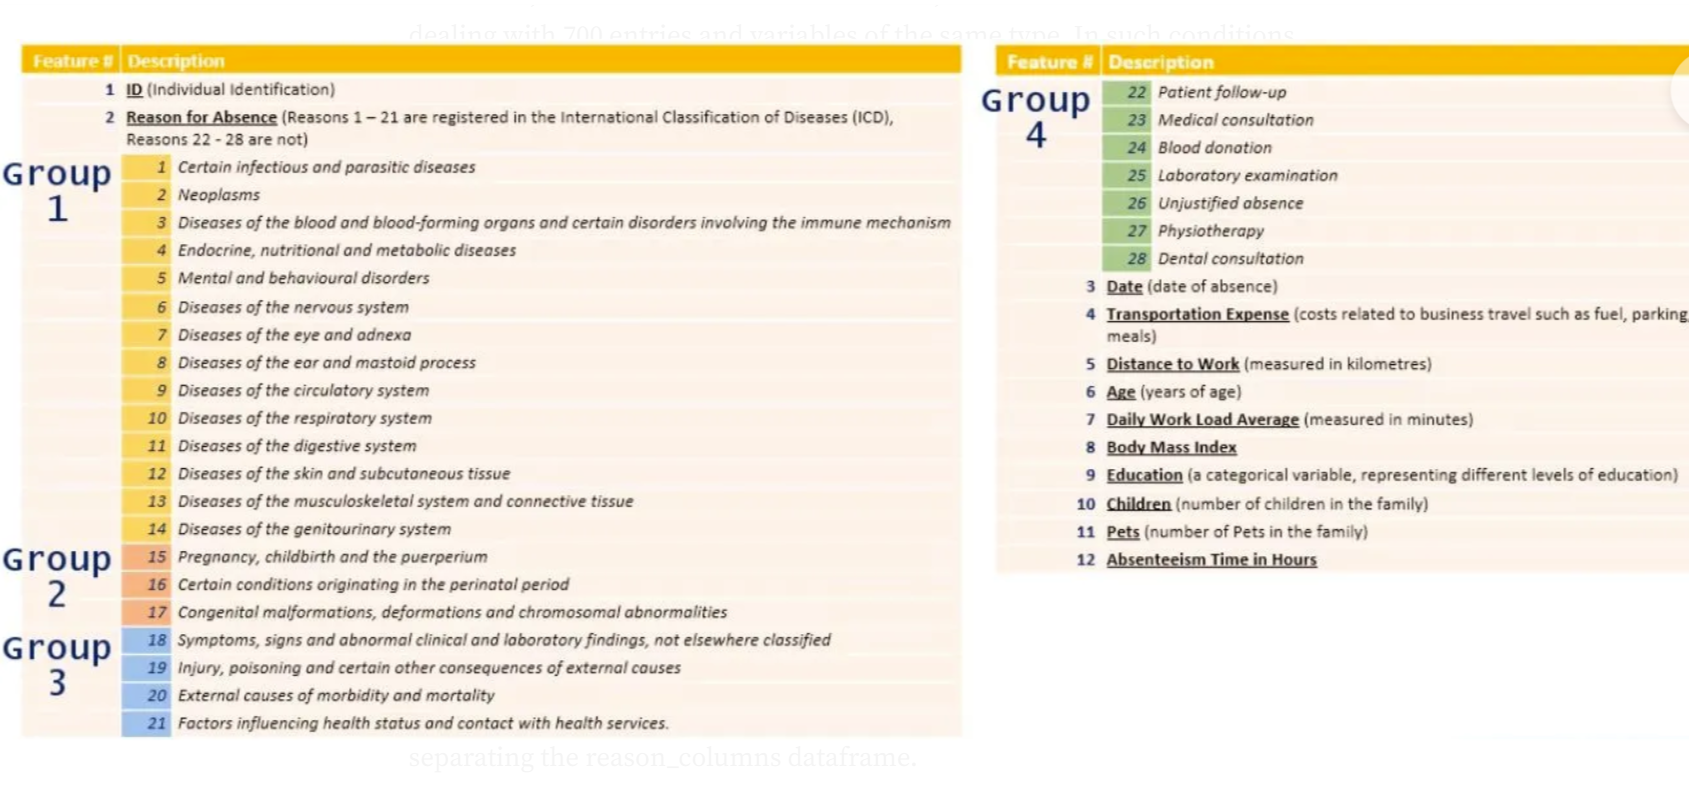 dealing with 700 entries and variables of the same type. In such conditions
Feature # Description
1 ID (Individual Identification)
2 Reason for Absence (Reasons 1 – 21 are registered in the International Classification of Diseases (ICD),
Reasons 22 - 28 are not)
Group
1
1 Certain infectious and parasitic diseases
2 Neoplasms
3 Diseases of the blood and blood-forming organs and certain disorders involving the immune mechanism
4 Endocrine, nutritional and metabolic diseases
5 Mental and behavioural disorders
6 Diseases of the nervous system
7 Diseases of the eye and adnexa
8 Diseases of the ear and mastoid process
9 Diseases of the circulatory system
10 Diseases of the respiratory system
11 Diseases of the digestive system
12 Diseases of the skin and subcutaneous tissue
13 Diseases of the musculoskeletal system and connective tissue
14 Diseases of the genitourinary system
Group
2
15 Pregnancy, childbirth and the puerperium
16 Certain conditions originating in the perinatal period
17 Congenital malformations, deformations and chromosomal abnormalities
Group
3
18 Symptoms, signs and abnormal clinical and laboratory findings, not elsewhere classified
19 Injury, poisoning and certain other consequences of external causes
20 External causes of morbidity and mortality
21 Factors influencing health status and contact with health services.
Feature # Description
Group
4
22 Patient follow-up
23 Medical consultation
24 Blood donation
25 Laboratory examination
26 Unjustified absence
27 Physiotherapy
28 Dental consultation
3 Date (date of absence)
4 Transportation Expense (costs related to business travel such as fuel, parking
meals)
5 Distance to Work (measured in kilometres)
6 Age (years of age)
7 Daily Work Load Average (measured in minutes)
8 Body Mass Index
9 Education (a categorical variable, representing different levels of education)
10 Children (number of children in the family)
11 Pets (number of Pets in the family)
12 Absenteeism Time in Hours
separating the reason_columns dataframe.